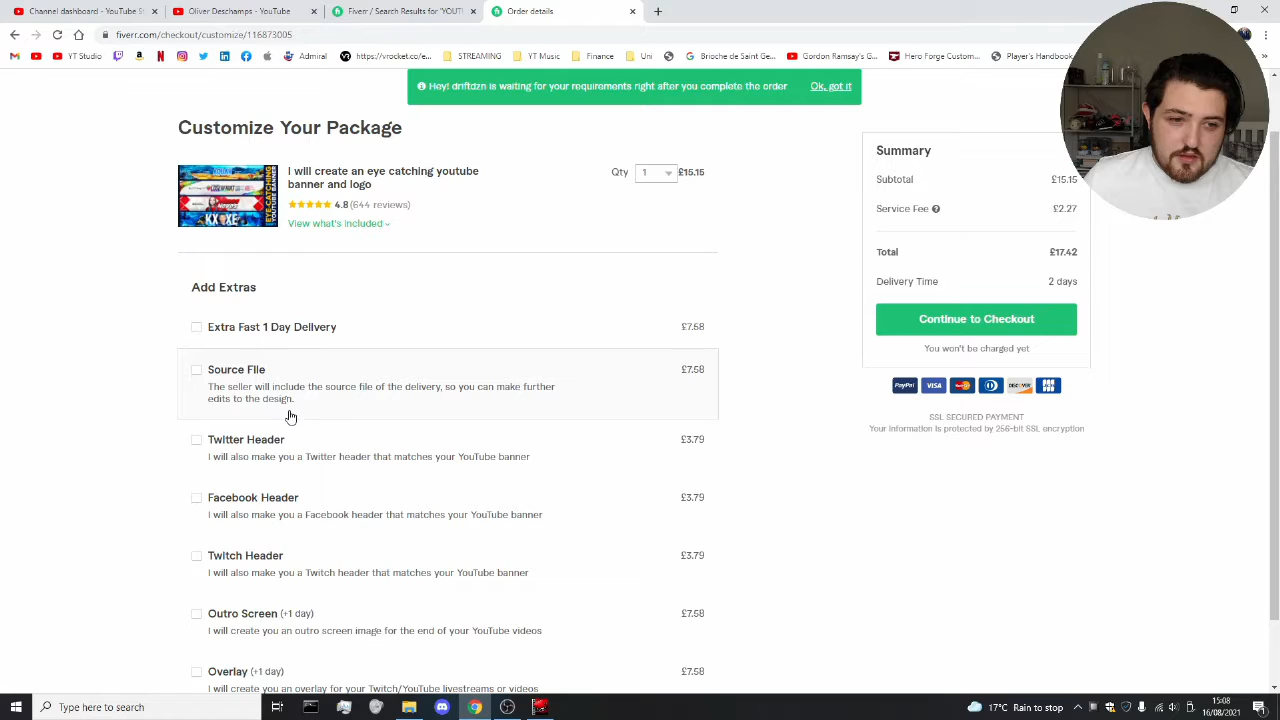 Channel dashboard - YouTube St
Source File
Fiverr / Search Results for 'YOUTU
Order details
fiverr.com/checkout/customize/116873005
YT Studio
Admiral
https://vrocket.co/e...
STREAMING
YT Music
Finance
Uni
Brioche de Saint Ge...
Gordon Ramsay's G...
Hero Forge Custom...
Player's Handbook,
Hey! driftdzn is waiting for your requirements right after you complete the order
Ok, got it
Customize Your Package
I will create an eye catching youtube
banner and logo
4.8 (644 reviews)
View what's included
Qty 1 £15.15
Summary
Subtotal £15.15
Service Fee £2.27
Total £17.42
Delivery Time 2 days
Continue to Checkout
You won't be charged yet
SSL SECURED PAYMENT
Your information is protected by 256-bit SSL encryption
Add Extras
Extra Fast 1 Day Delivery £7.58
Source File £7.58
The seller will include the source file of the delivery, so you can make further
edits to the design.
Twitter Header £3.79
I will also make you a Twitter header that matches your YouTube banner
Facebook Header £3.79
I will also make you a Facebook header that matches your YouTube banner
Twitch Header £3.79
I will also make you a Twitch header that matches your YouTube banner
Outro Screen (+1 day) £7.58
I will create you an outro screen image for the end of your YouTube videos
Overlay (+1 day) £7.58
I will create you an overlay for your Twitch/YouTube livestreams or videos
Type here to search
17°C Rain to stop
15:08
16/08/2021